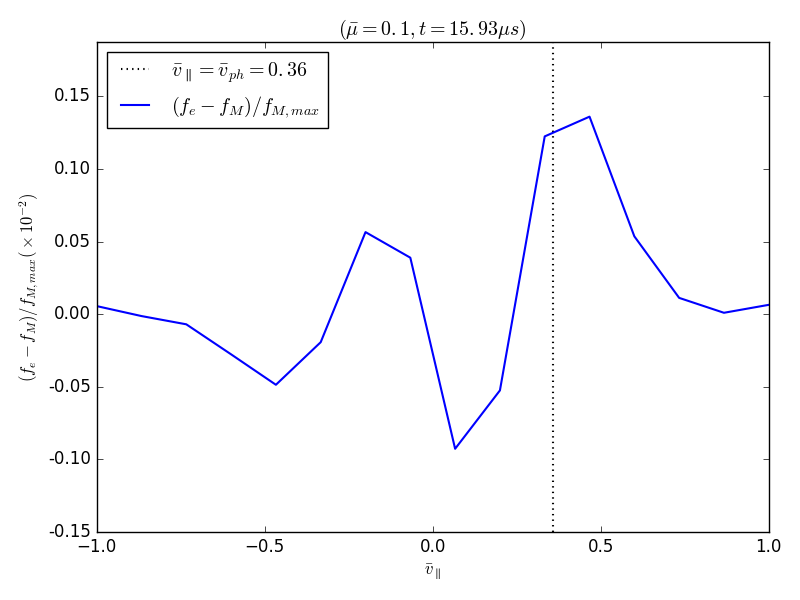 (μ̄ = 0.1, t = 15.93μs)
v̄∥ = v̄ph = 0.36
(fe − fM)/fM,max
0.15
0.10
0.05
0.00
-0.05
-0.10
-0.15
(fe − fM)/fM,max(×10−2)
−1.0 −0.5 0.0 0.5 1.0
v̄∥